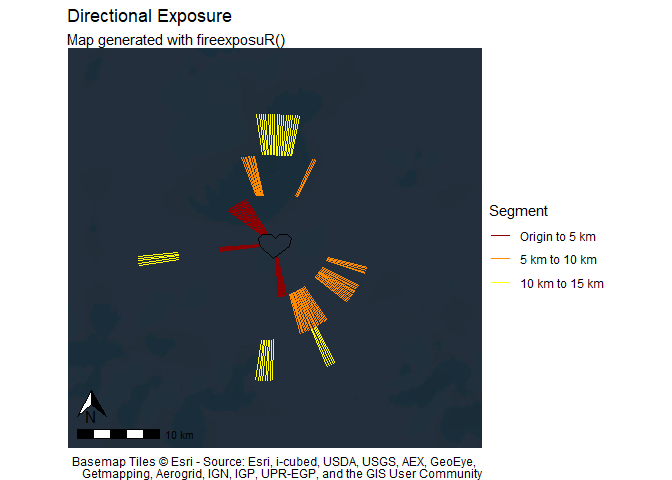 Directional Exposure
Map generated with fireexposuR()
Segment
Origin to 5 km
5 km to 10 km
10 km to 15 km
N
10 km
Basemap Tiles © Esri - Source: Esri, i-cubed, USDA, USGS, AEX, GeoEye,
Getmapping, Aerogrid, IGN, IGP, UPR-EGP, and the GIS User Community